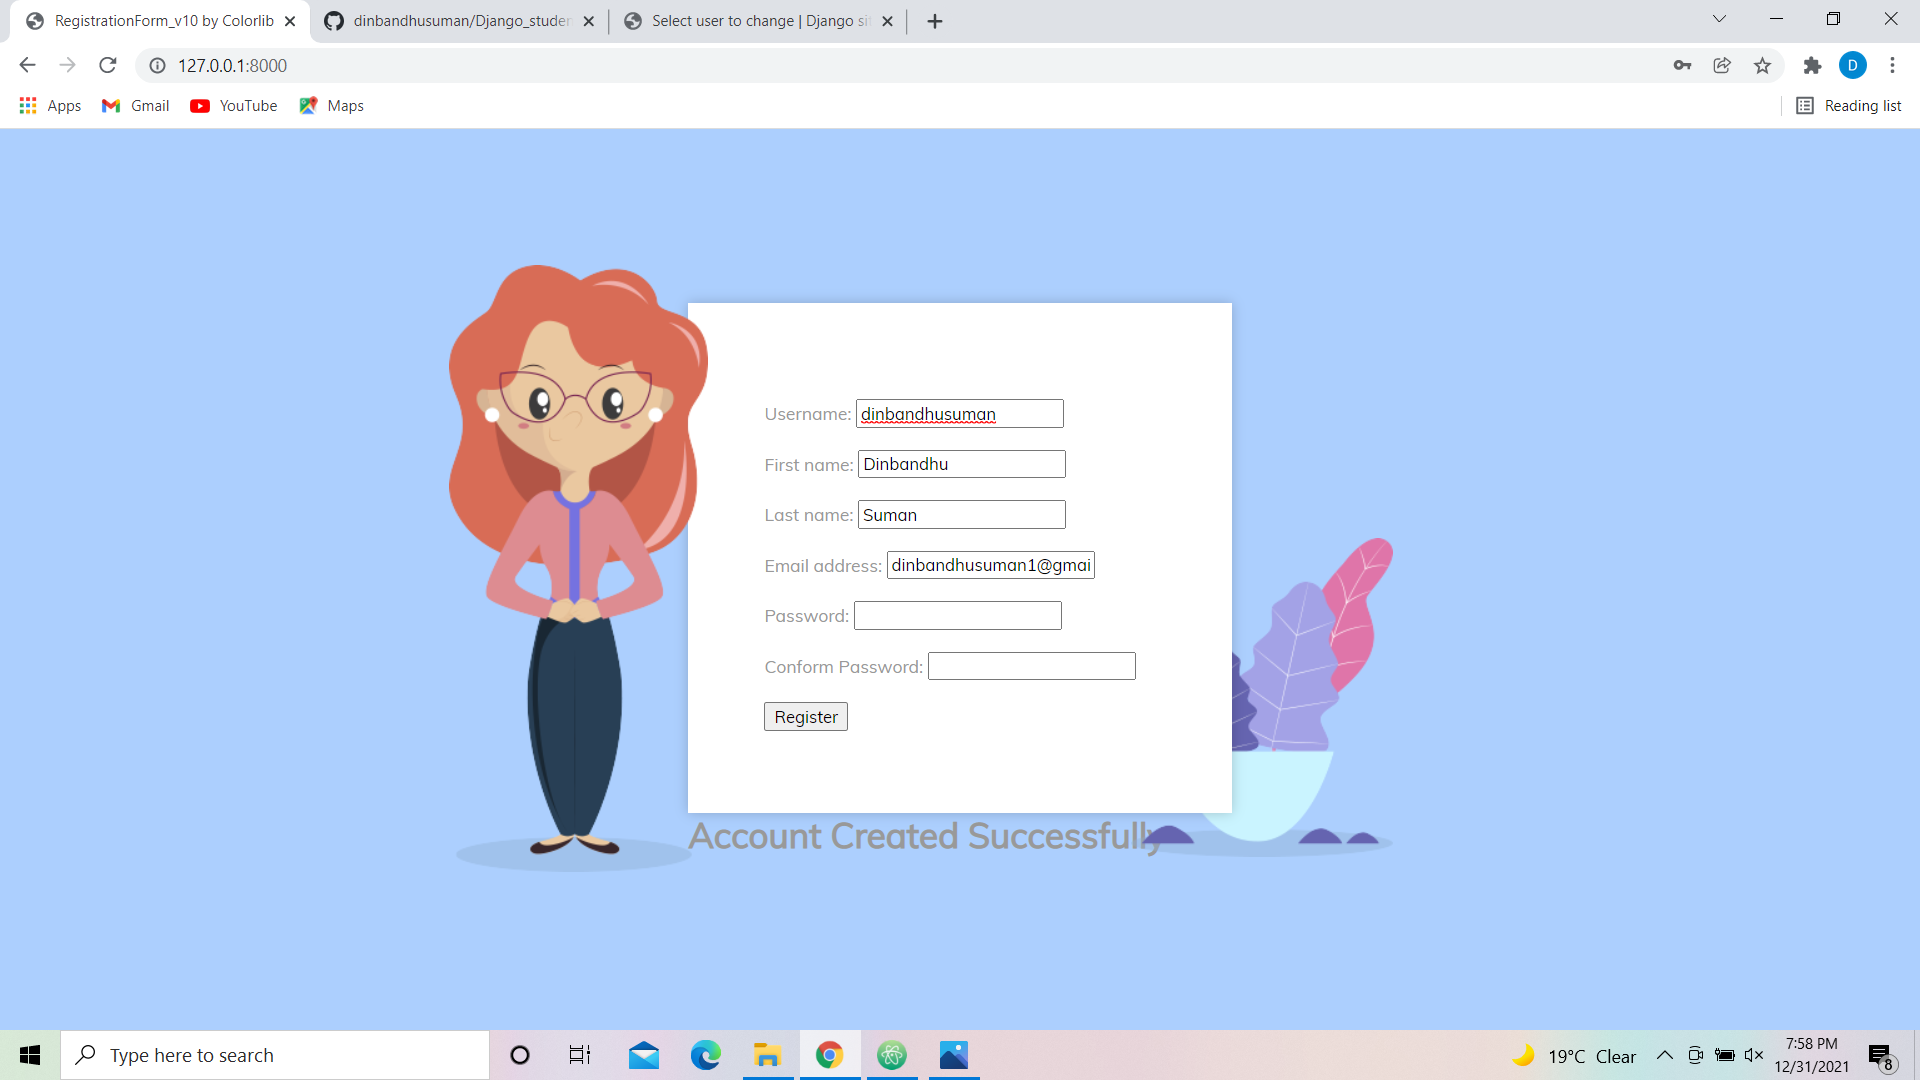 RegistrationForm_v10 by Colorlib
dinbandhusuman/Django_studen
Select user to change | Django si
127.0.0.1:8000
D
Apps
Gmail
YouTube
Maps
Reading list
Username: dinbandhusuman
First name: Dinbandhu
Last name: Suman
Email address: dinbandhusuman1@gmai
Password:
Conform Password:
Register
Account Created Successfully
Type here to search
19°C Clear
7:58 PM
12/31/2021
8